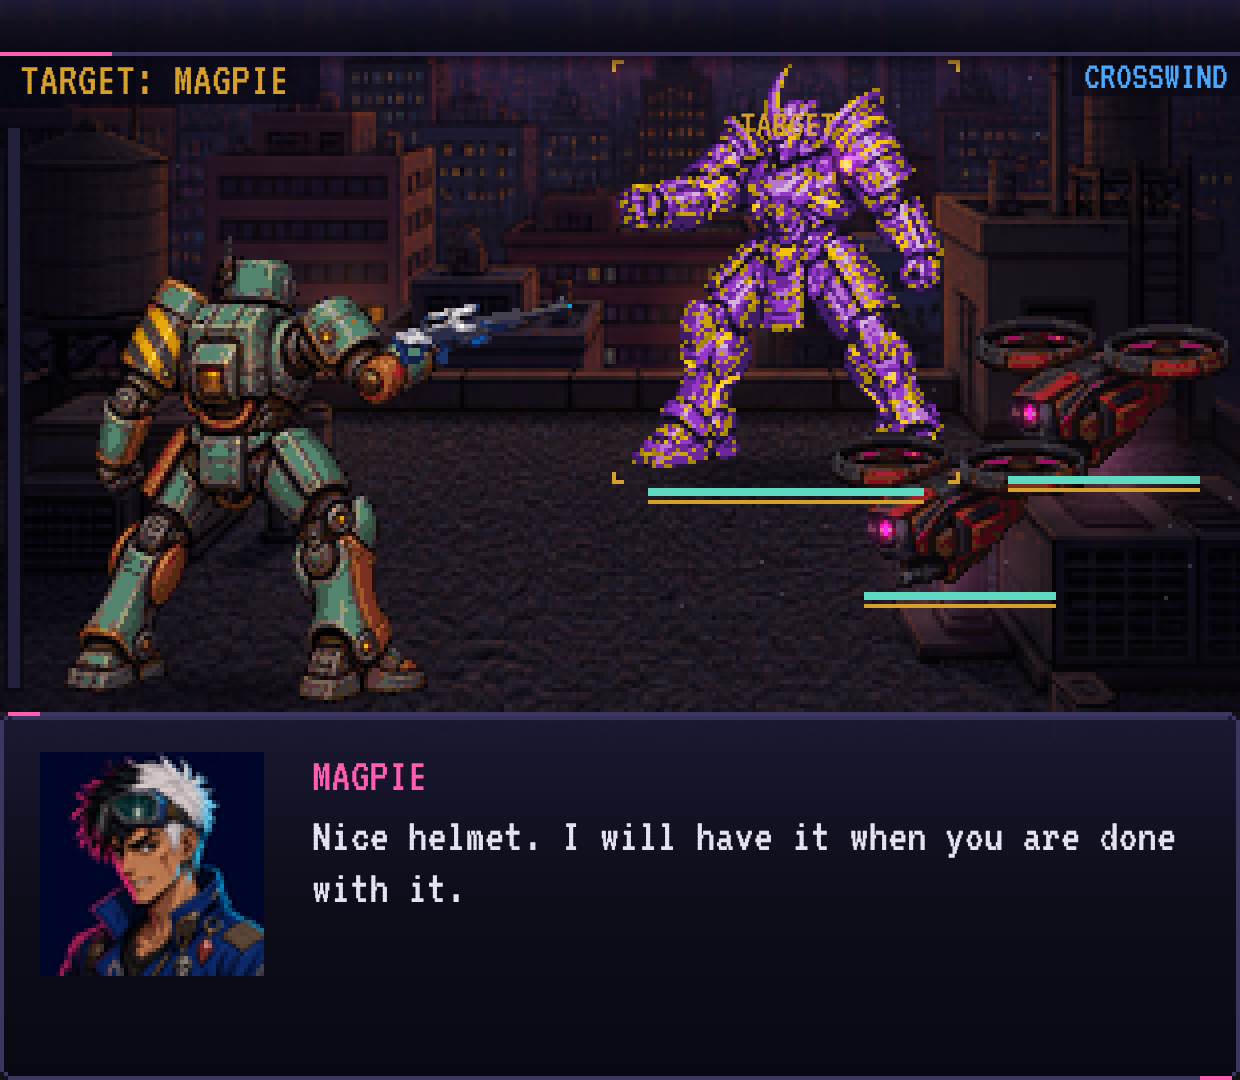 TARGET: MAGPIE
CROSSWIND
TARGET
MAGPIE
Nice helmet. I will have it when you are done
with it.